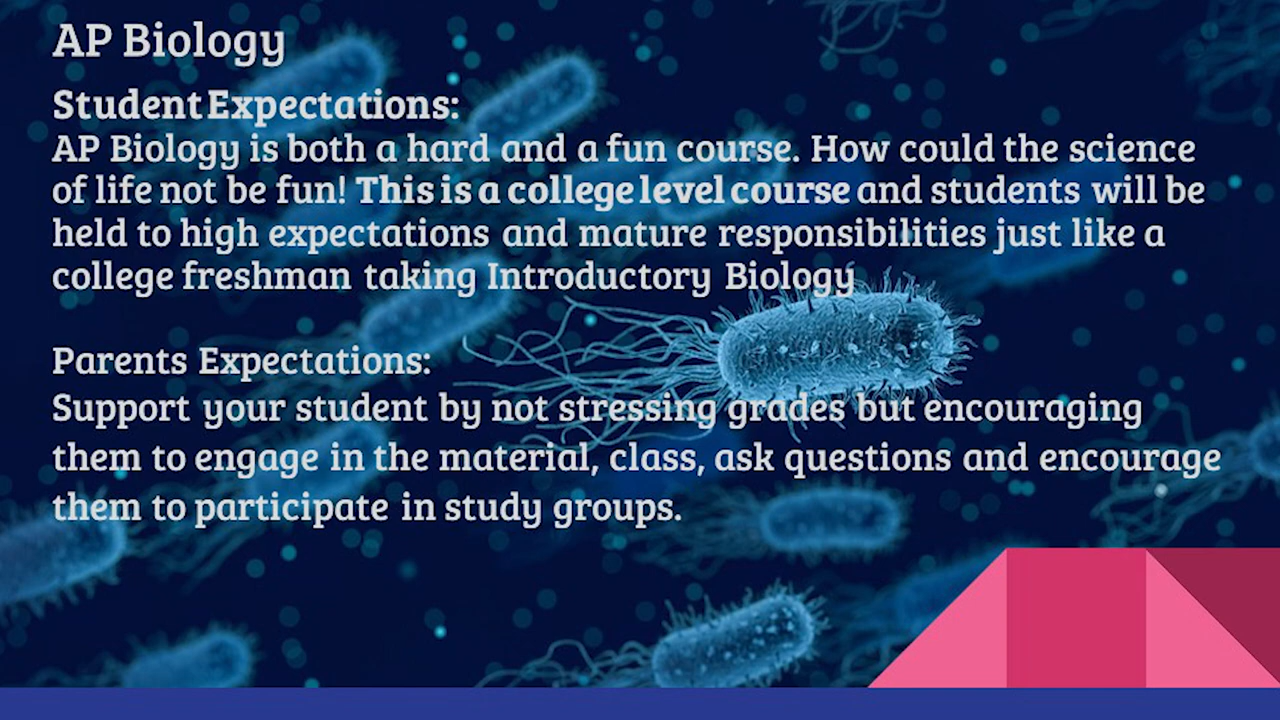 AP Biology
Student Expectations:
AP Biology is both a hard and a fun course. How could the science
of life not be fun! This is a college level course and students will be
held to high expectations and mature responsibilities just like a
college freshman taking Introductory Biology
Parents Expectations:
Support your student by not stressing grades but encouraging
them to engage in the material, class, ask questions and encourage
them to participate in study groups.